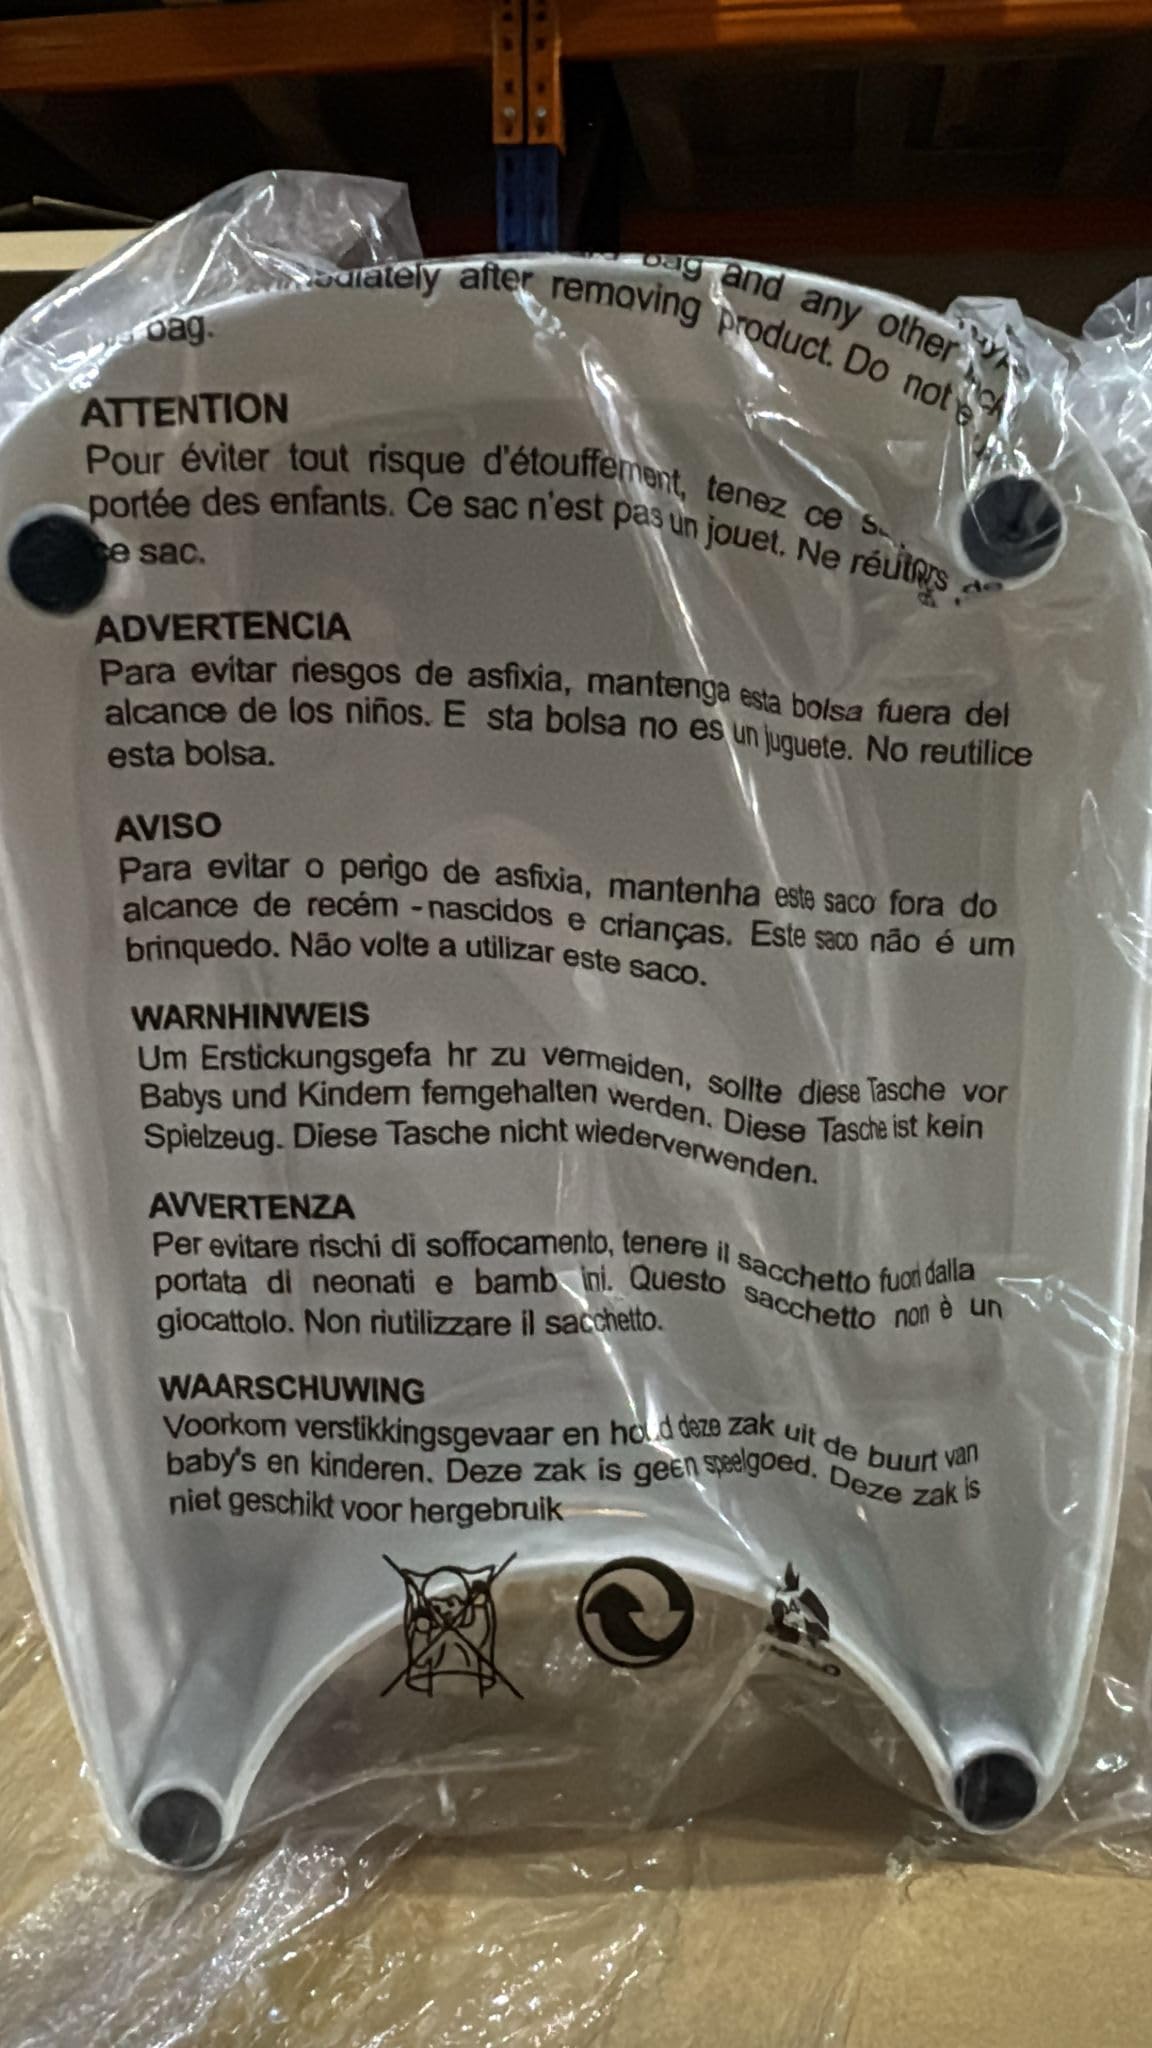 bag and any other
after removing product. Do not
bag.
ATTENTION
Pour éviter tout risque d'étouffement, tenez ce
portée des enfants. Ce sac n'est pas un jouet. Ne
ce sac.
ADVERTENCIA
Para evitar riesgos de asfixia, mantenga esta bolsa fuera del
alcance de los niños. E sta bolsa no es un juguete. No reutilice
esta bolsa.
AVISO
Para evitar o perigo de asfixia, mantenha este saco fora do
alcance de recém -nascidos e crianças. Este saco não é um
brinquedo. Não volte a utilizar este saco.
WARNHINWEIS
Um Erstickungsgefa hr zu vermeiden, sollte diese Tasche vor
Babys und Kindern ferngehalten werden. Diese Tasche ist kein
Spielzeug. Diese Tasche nicht wiederverwenden.
AVVERTENZA
Per evitare rischi di soffocamento, tenere il sacchetto fuori dalla
portata di neonati e bamb ini. Questo sacchetto non è un
giocattolo. Non riutilizzare il sacchetto.
WAARSCHUWING
Voorkom verstikkingsgevaar en houd deze zak uit de buurt van
baby's en kinderen. Deze zak is geen speelgoed. Deze zak is
niet geschikt voor hergebruik